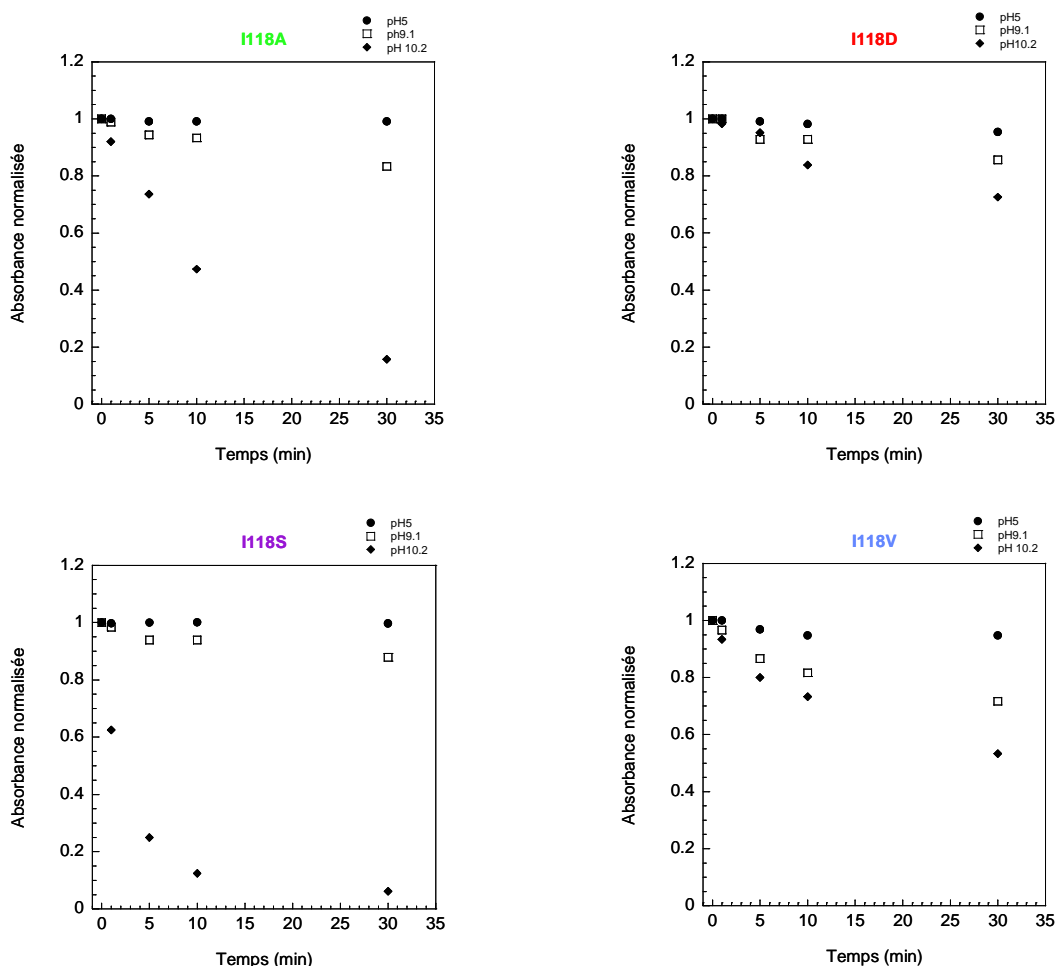 I118A
pH5
ph9.1
pH 10.2
1.2
1
0.8
0.6
0.4
0.2
0
Absorbance normalisée
0 5 10 15 20 25 30 35
Temps (min)
I118D
pH5
pH9.1
pH10.2
1.2
1
0.8
0.6
0.4
0.2
0
Absorbance normalisée
0 5 10 15 20 25 30 35
Temps (min)
I118S
pH5
pH9.1
pH10.2
1.2
1
0.8
0.6
0.4
0.2
0
Absorbance normalisée
0 5 10 15 20 25 30 35
Temps (min)
I118V
pH5
pH9.1
pH 10.2
1.2
1
0.8
0.6
0.4
0.2
0
Absorbance normalisée
0 5 10 15 20 25 30 35
Temps (min)